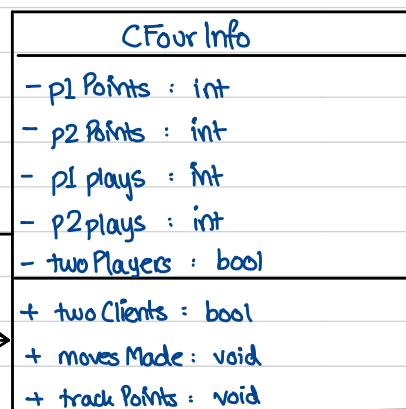 CFour Info
- p1 Points : int
- p2 Points : int
- p1 plays : int
- p2 plays : int
- two Players : bool
+ two Clients : bool
+ moves Made : void
+ track Points : void